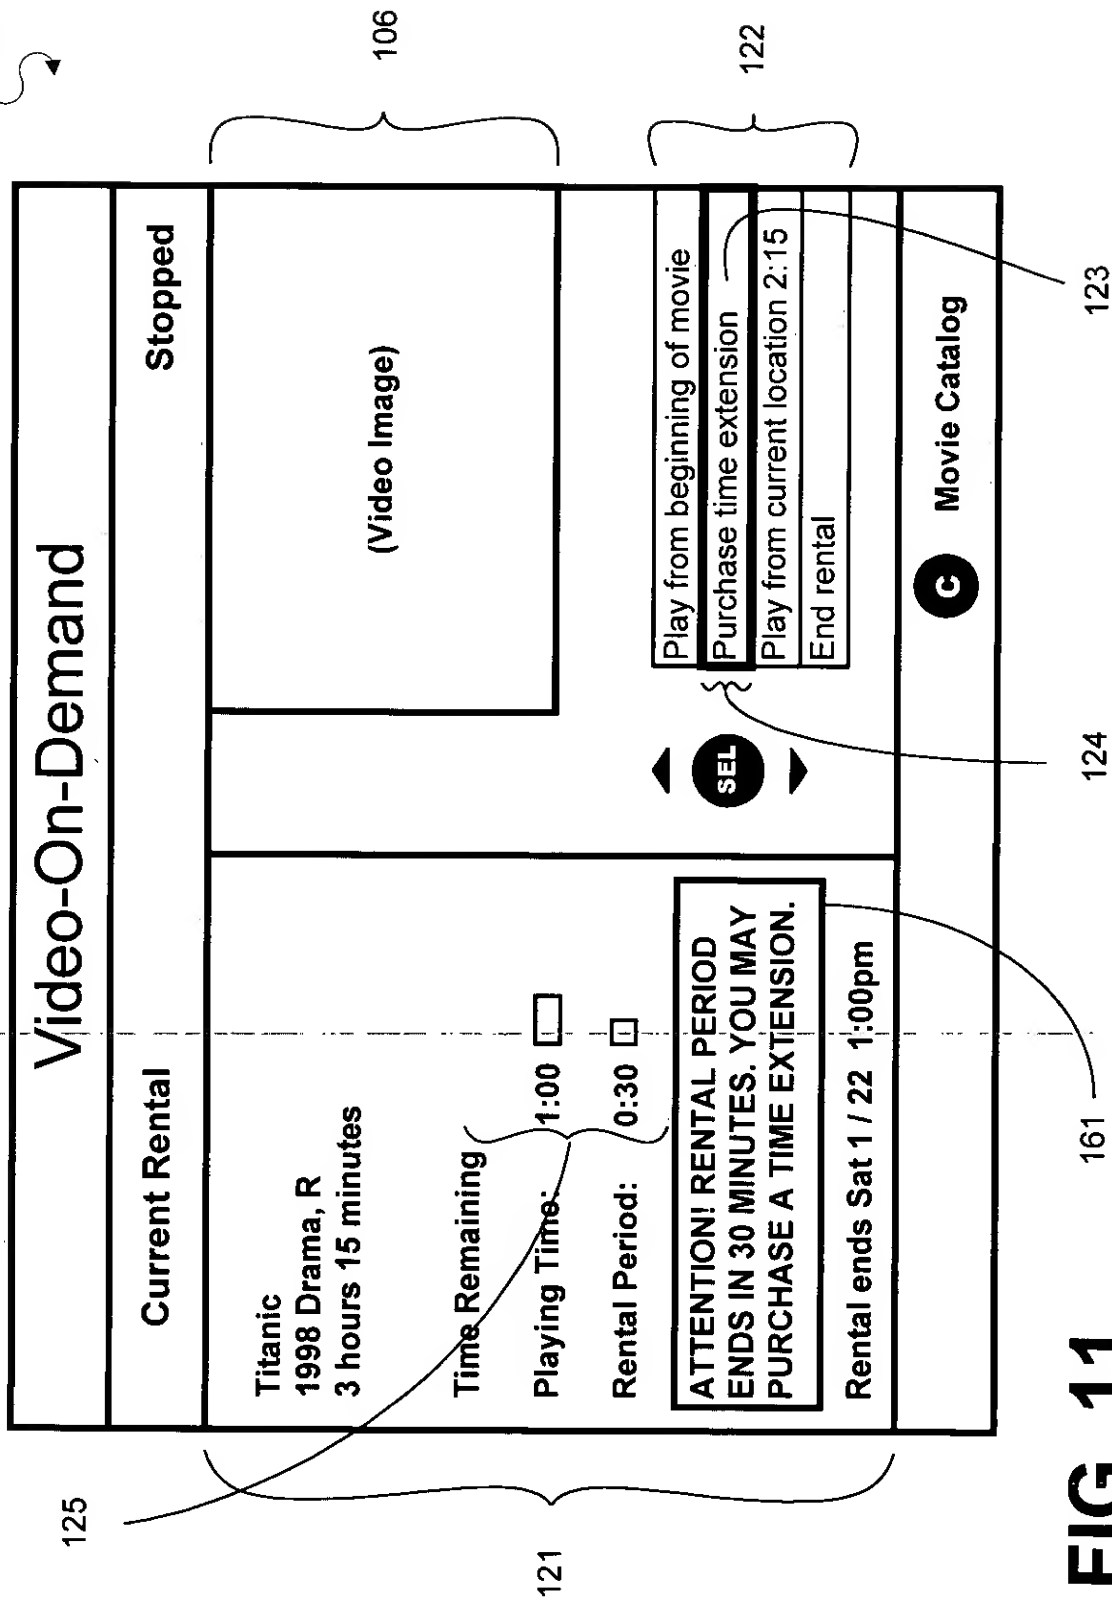 Video-On-Demand
Current Rental
Stopped
Titanic
1998 Drama, R
3 hours 15 minutes
Time Remaining
Playing Time: 1:00
Rental Period: 0:30
ATTENTION! RENTAL PERIOD
ENDS IN 30 MINUTES. YOU MAY
PURCHASE A TIME EXTENSION.
Rental ends Sat 1 / 22 1:00pm
(Video Image)
SEL
Play from beginning of movie
Purchase time extension
Play from current location 2:15
End rental
C Movie Catalog
125
121
106
122
161
124
123
FIG 11